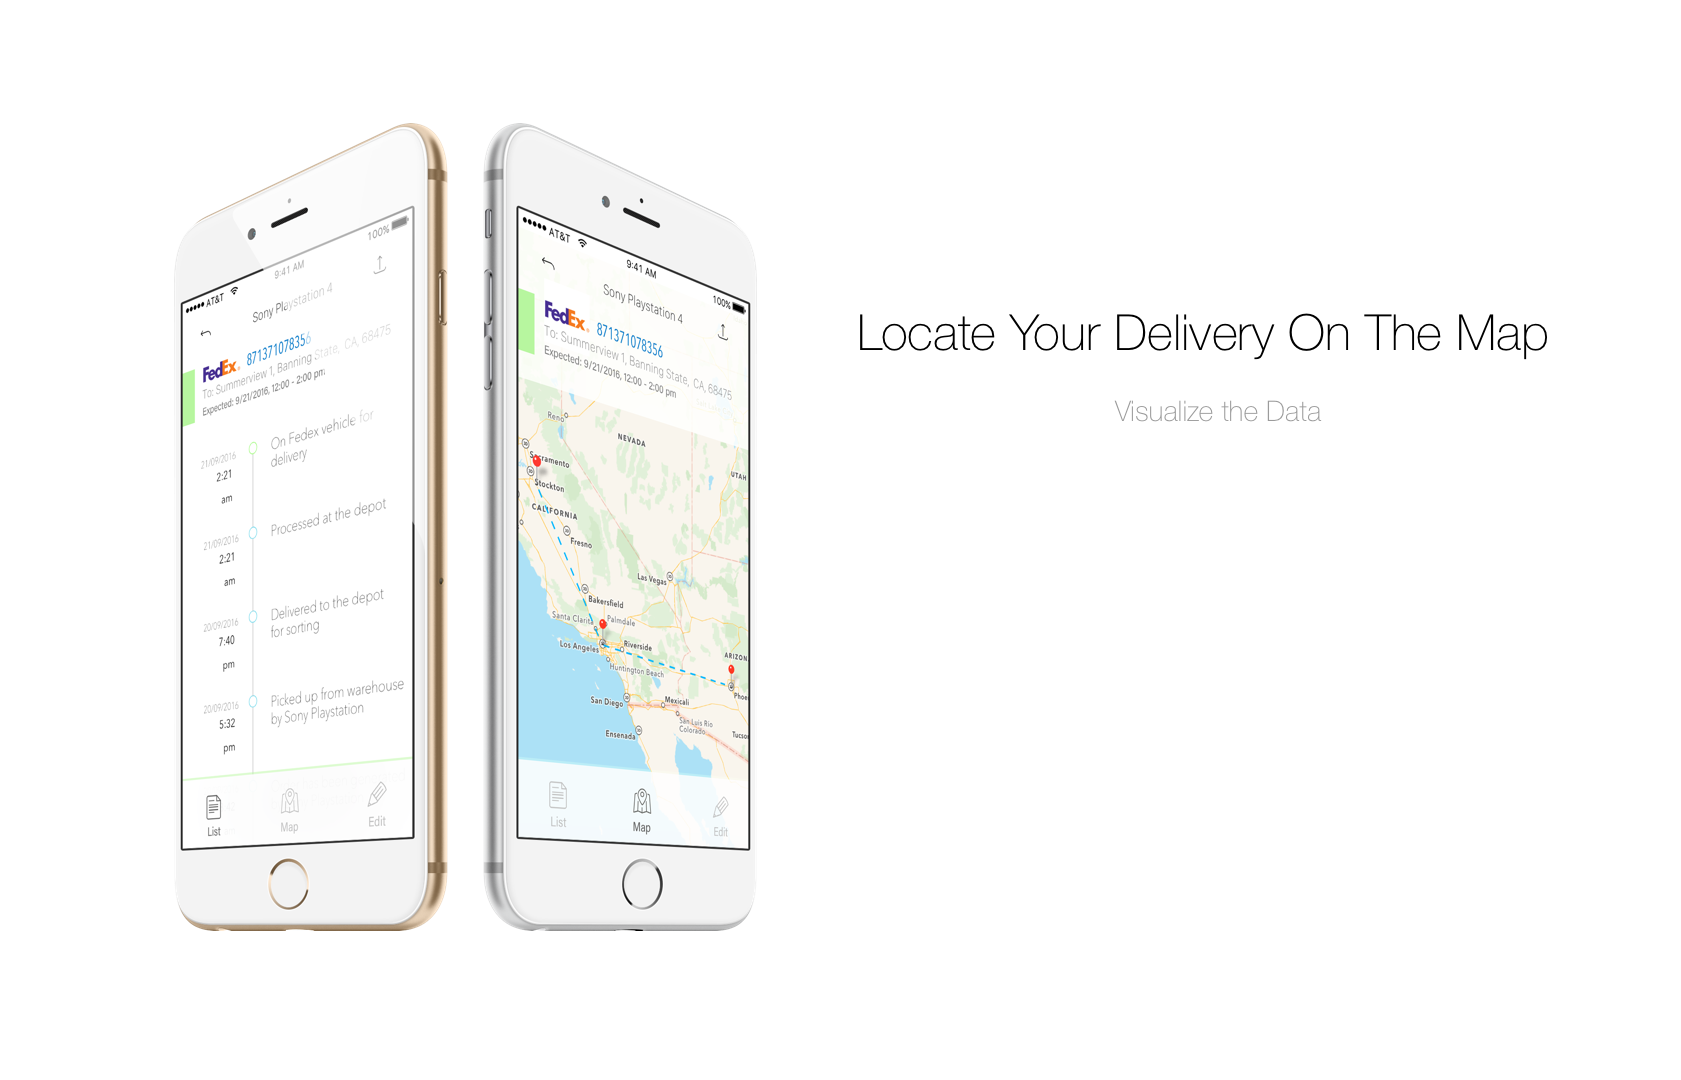 Locate Your Delivery On The Map
Visualize the Data
AT&T
9:41 AM
100%
Sony Playstation 4
FedEx
871371078356
To: Summerview 1, Banning State, CA, 68475
Expected: 9/21/2016, 12:00 - 2:00 pm
21/09/2016
2:21
am
On Fedex vehicle for
delivery
21/09/2016
2:21
am
Processed at the depot
20/09/2016
7:40
pm
Delivered to the depot
for sorting
20/09/2016
5:32
pm
Picked up from warehouse
by Sony Playstation
List
Map
Edit
AT&T
9:41 AM
100%
Sony Playstation 4
FedEx
871371078356
To: Summerview 1, Banning State, CA, 68475
Expected: 9/21/2016, 12:00 - 2:00 pm
Reno
NEVADA
UTAH
Sacramento
Stockton
CALIFORNIA
Fresno
Las Vegas
Bakersfield
Santa Clarita
Palmdale
Los Angeles
Riverside
ARIZON
Huntington Beach
Phoe
San Diego
Mexicali
San Luis Río
Colorado
Ensenada
Tucso
List
Map
Edit